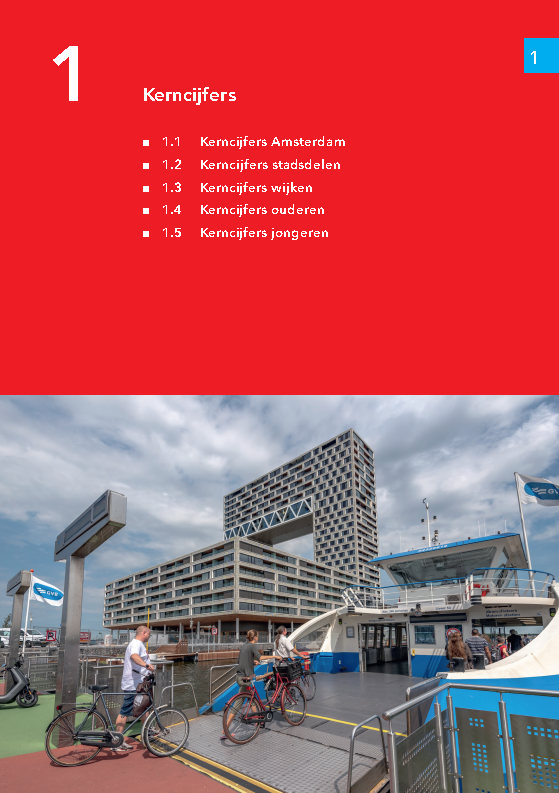 1
1
Kerncijfers
■ 1.1 Kerncijfers Amsterdam
■ 1.2 Kerncijfers stadsdelen
■ 1.3 Kerncijfers wijken
■ 1.4 Kerncijfers ouderen
■ 1.5 Kerncijfers jongeren
GVB
GVB